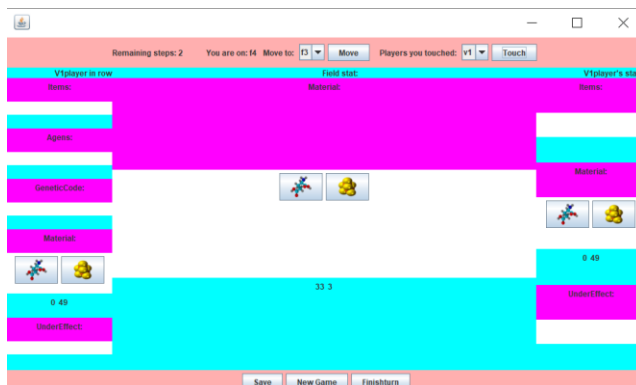 Remaining steps: 2 You are on: f4 Move to: f3 Move Players you touched: v1 Touch
V1player in row Field stat: V1player's sta
Items: Material: Items:
Agens:
GeneticCode: Material:
Material:
0 49
33 3
UnderEffect:
0 49
UnderEffect:
Save New Game Finishturn